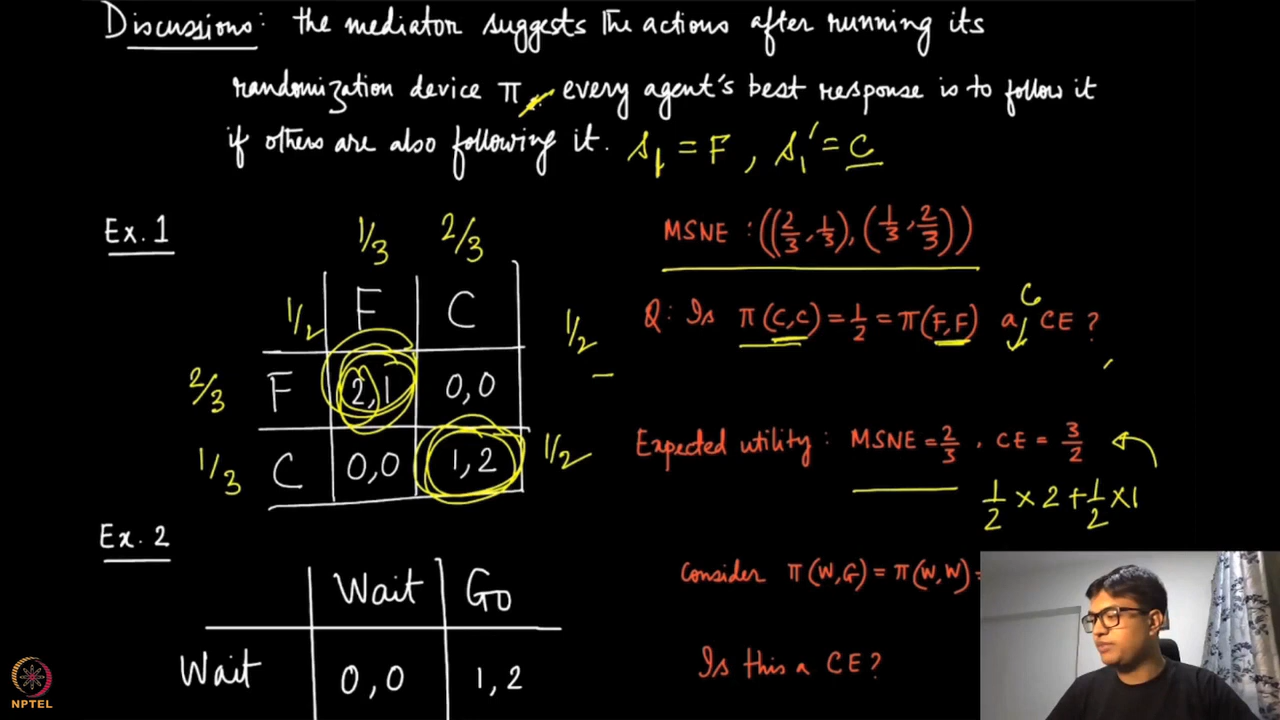 Discussions: the mediator suggests the actions after running its
randomization device π. every agent's best response is to follow it
if others are also following it. s₁ = F, s₁' = C
Ex. 1
1/3 2/3
MSNE : ((2/3, 1/3), (1/3, 2/3))
1/2 F C 1/2
Q: Is π(C,C) = 1/2 = π(F,F) a CE ?
C
2/3 F 2,1 0,0
Expected utility : MSNE = 2/3 , CE = 3/2
1/3 C 0,0 1,2 1/2
1/2 × 2 + 1/2 × 1
Ex. 2
Wait Go
Consider π(W,G) = π(W,W) =
Wait 0,0 1,2
Is this a CE ?
NPTEL